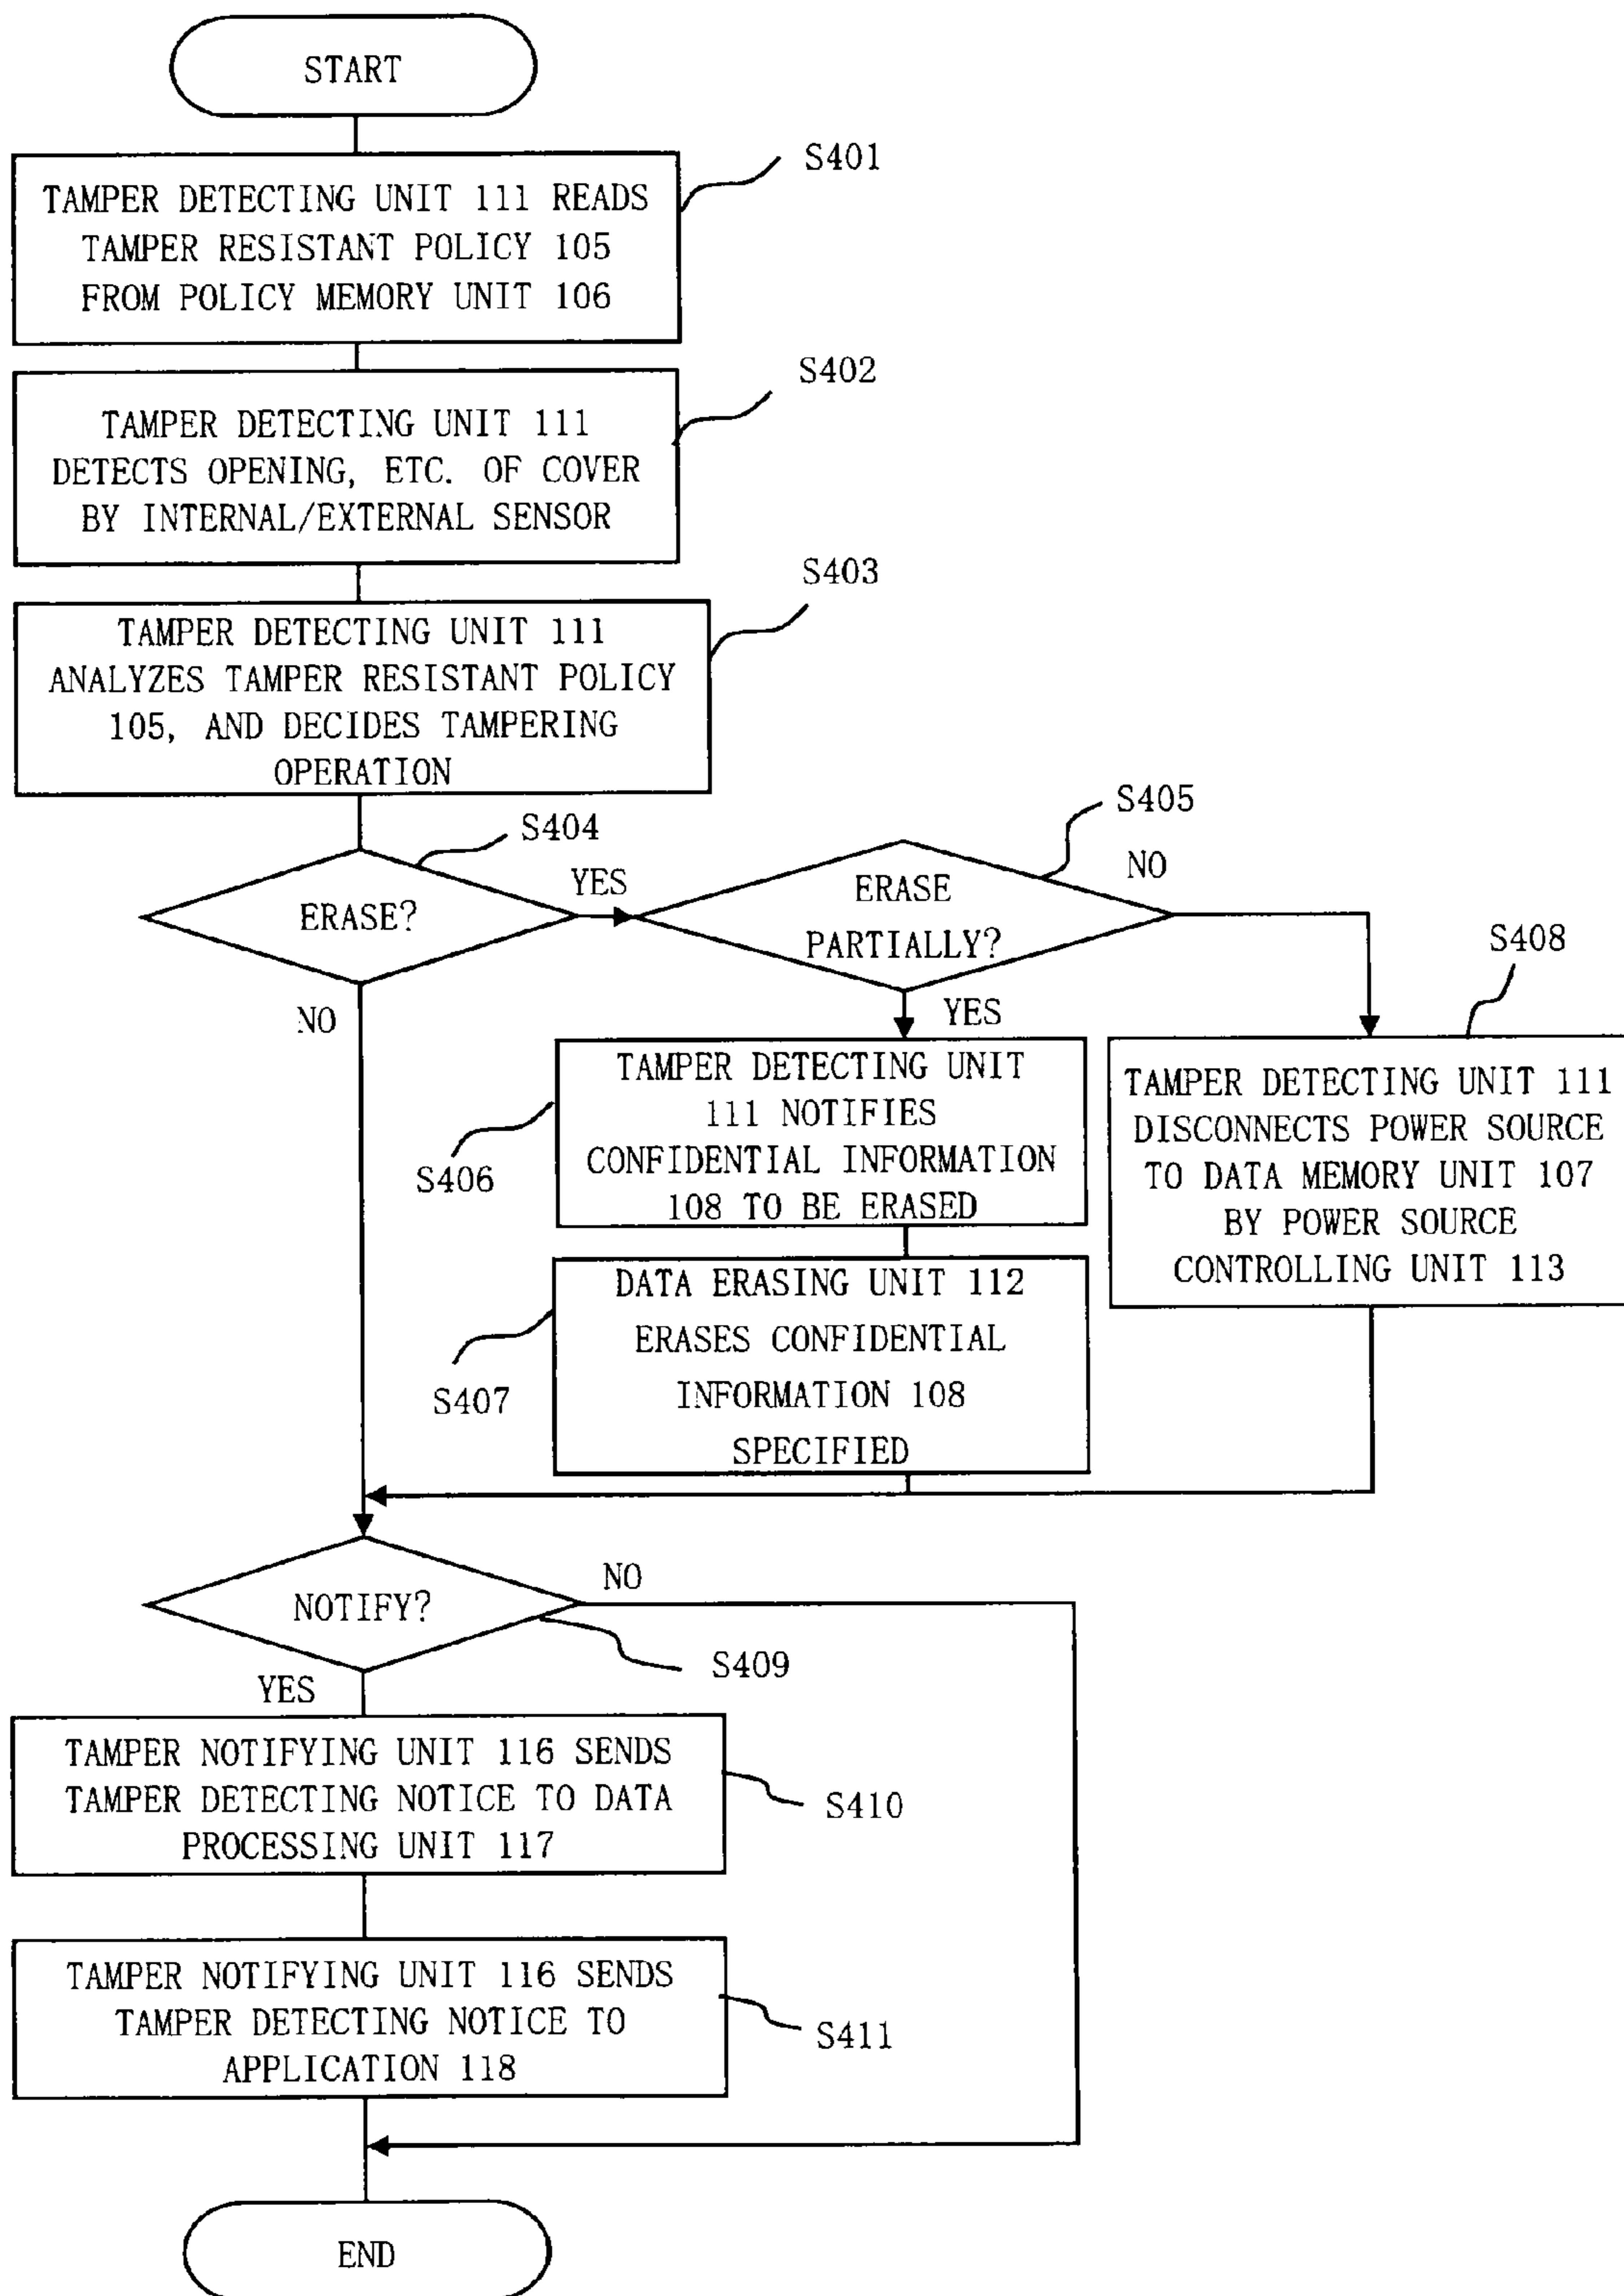 START
S401
TAMPER DETECTING UNIT 111 READS
TAMPER RESISTANT POLICY 105
FROM POLICY MEMORY UNIT 106
S402
TAMPER DETECTING UNIT 111
DETECTS OPENING, ETC. OF COVER
BY INTERNAL/EXTERNAL SENSOR
S403
TAMPER DETECTING UNIT 111
ANALYZES TAMPER RESISTANT POLICY
105, AND DECIDES TAMPERING
OPERATION
S404
ERASE?
YES
NO
S405
ERASE
PARTIALLY?
NO
YES
S406
TAMPER DETECTING UNIT
111 NOTIFIES
CONFIDENTIAL INFORMATION
108 TO BE ERASED
S407
DATA ERASING UNIT 112
ERASES CONFIDENTIAL
INFORMATION 108
SPECIFIED
S408
TAMPER DETECTING UNIT 111
DISCONNECTS POWER SOURCE
TO DATA MEMORY UNIT 107
BY POWER SOURCE
CONTROLLING UNIT 113
NOTIFY?
NO
S409
YES
TAMPER NOTIFYING UNIT 116 SENDS
TAMPER DETECTING NOTICE TO DATA
PROCESSING UNIT 117
S410
TAMPER NOTIFYING UNIT 116 SENDS
TAMPER DETECTING NOTICE TO
APPLICATION 118
S411
END